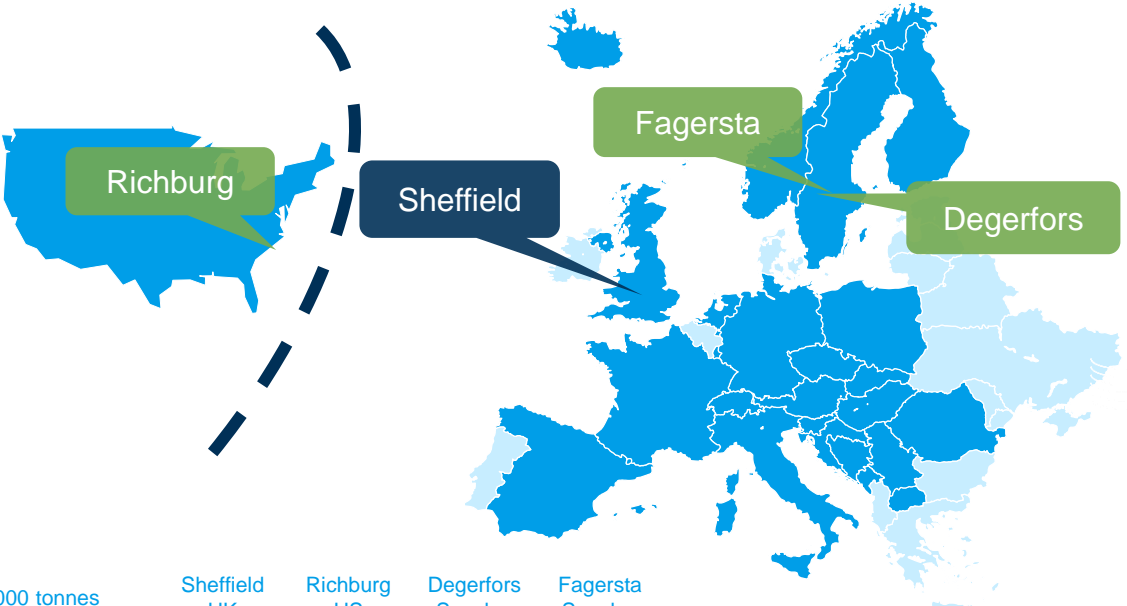 Fagersta
Richburg
Sheffield
Degerfors
Sheffield Richburg Degerfors Fagersta
000 tonnes